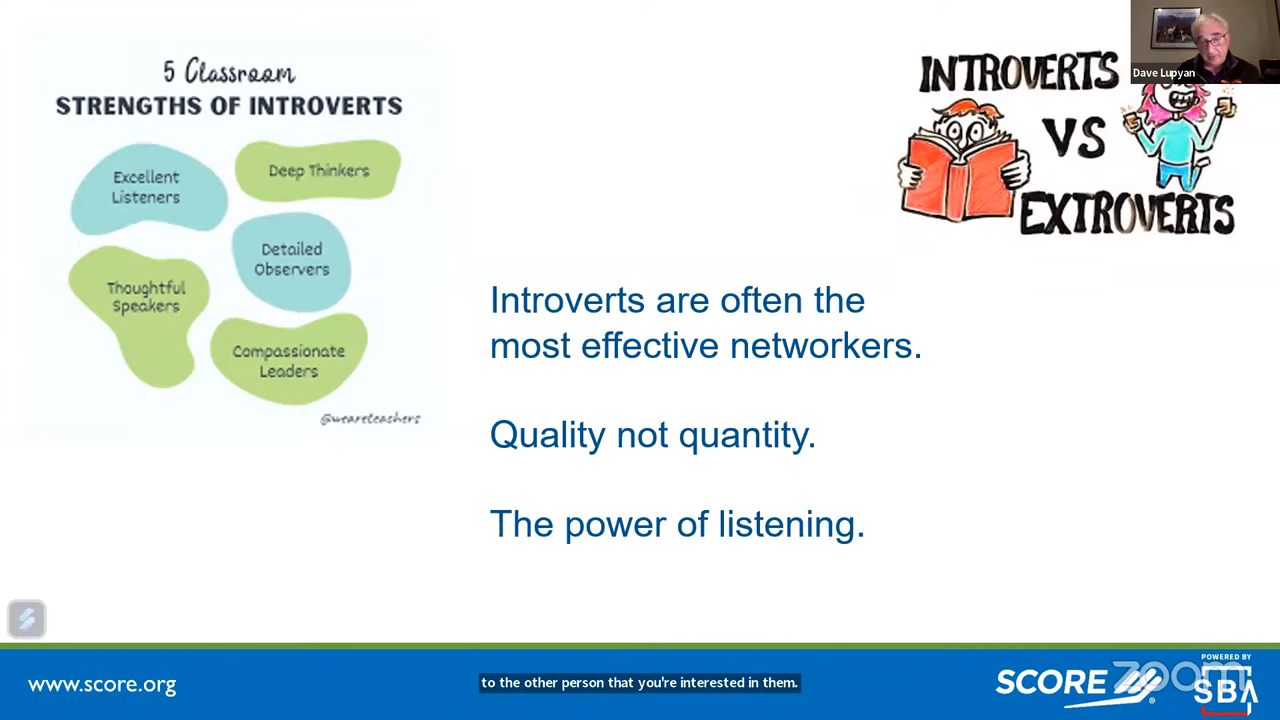 5 Classroom
STRENGTHS OF INTROVERTS
Excellent
Listeners
Deep Thinkers
Detailed
Observers
Thoughtful
Speakers
Compassionate
Leaders
@weareteachers
INTROVERTS
VS
EXTROVERTS
Dave Lupyan
Introverts are often the
most effective networkers.
Quality not quantity.
The power of listening.
www.score.org
to the other person that you're interested in them.
SCORE
®
POWERED BY
SBA
zoom